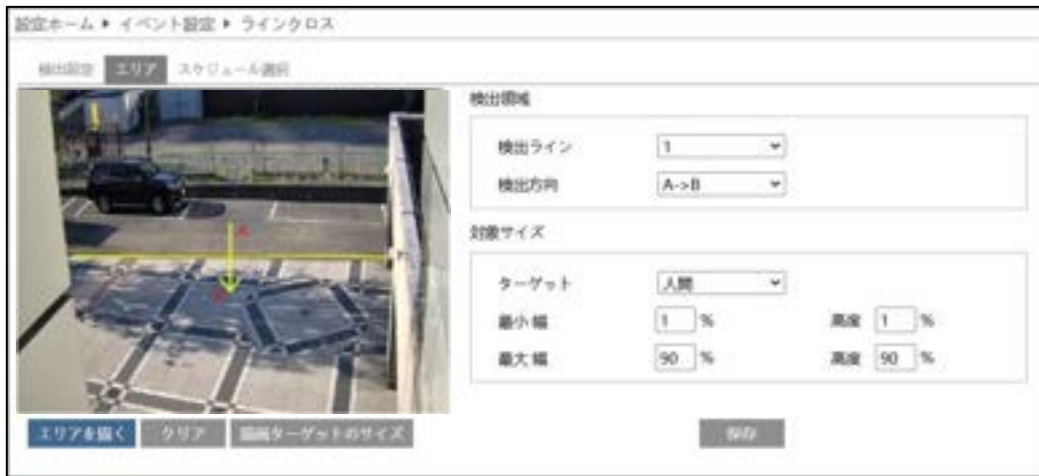 設定ホーム ▶ イベント設定 ▶ ラインクロス
検出設定 エリア スケジュール選択
検出領域
検出ライン 1
検出方向 A->B
対象サイズ
ターゲット 人間
最小 幅 1 % 高度 1 %
最大 幅 90 % 高度 90 %
エリアを描く クリア 描画ターゲットのサイズ 保存